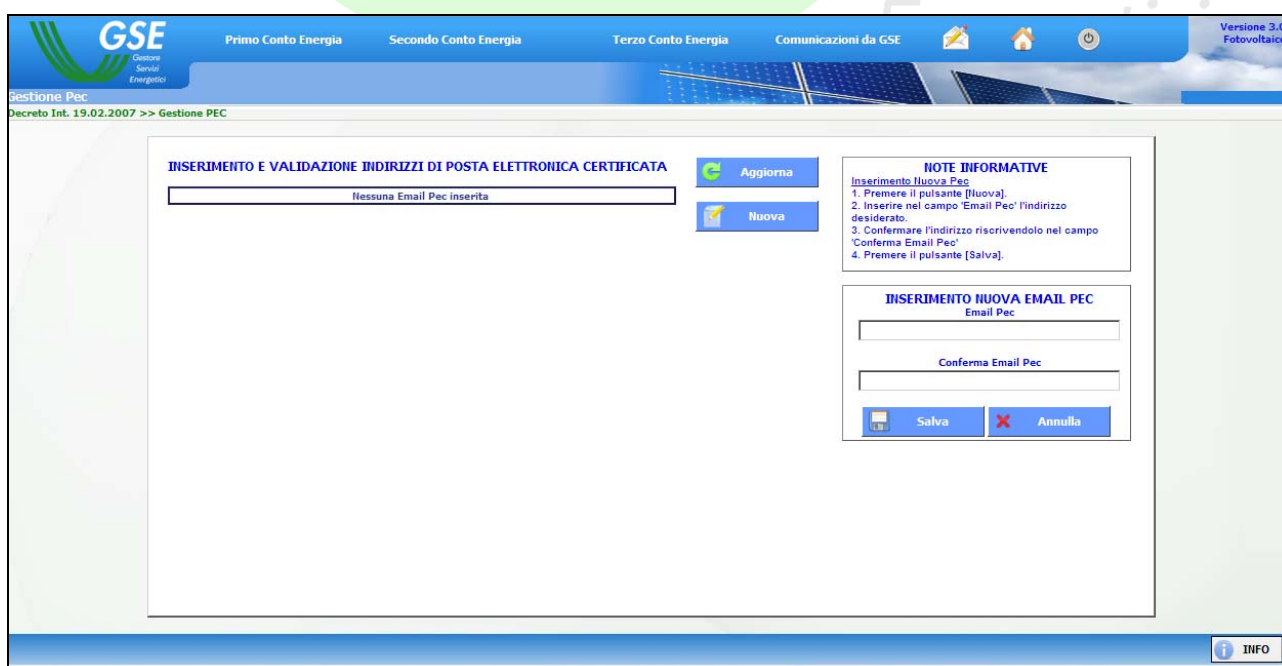 GSE
Gestore
Servizi
Energetici
Primo Conto Energia
Secondo Conto Energia
Terzo Conto Energia
Comunicazioni da GSE
Versione 3.0
Fotovoltaico
Gestione Pec
Decreto Int. 19.02.2007 >> Gestione PEC
INSERIMENTO E VALIDAZIONE INDIRIZZI DI POSTA ELETTRONICA CERTIFICATA
Nessuna Email Pec inserita
Aggiorna
Nuova
NOTE INFORMATIVE
Inserimento Nuova Pec
1. Premere il pulsante [Nuova].
2. Inserire nel campo 'Email Pec' l'indirizzo
desiderato.
3. Confermare l'indirizzo riscrivendolo nel campo
'Conferma Email Pec'
4. Premere il pulsante [Salva].
INSERIMENTO NUOVA EMAIL PEC
Email Pec
Conferma Email Pec
Salva
Annulla
INFO